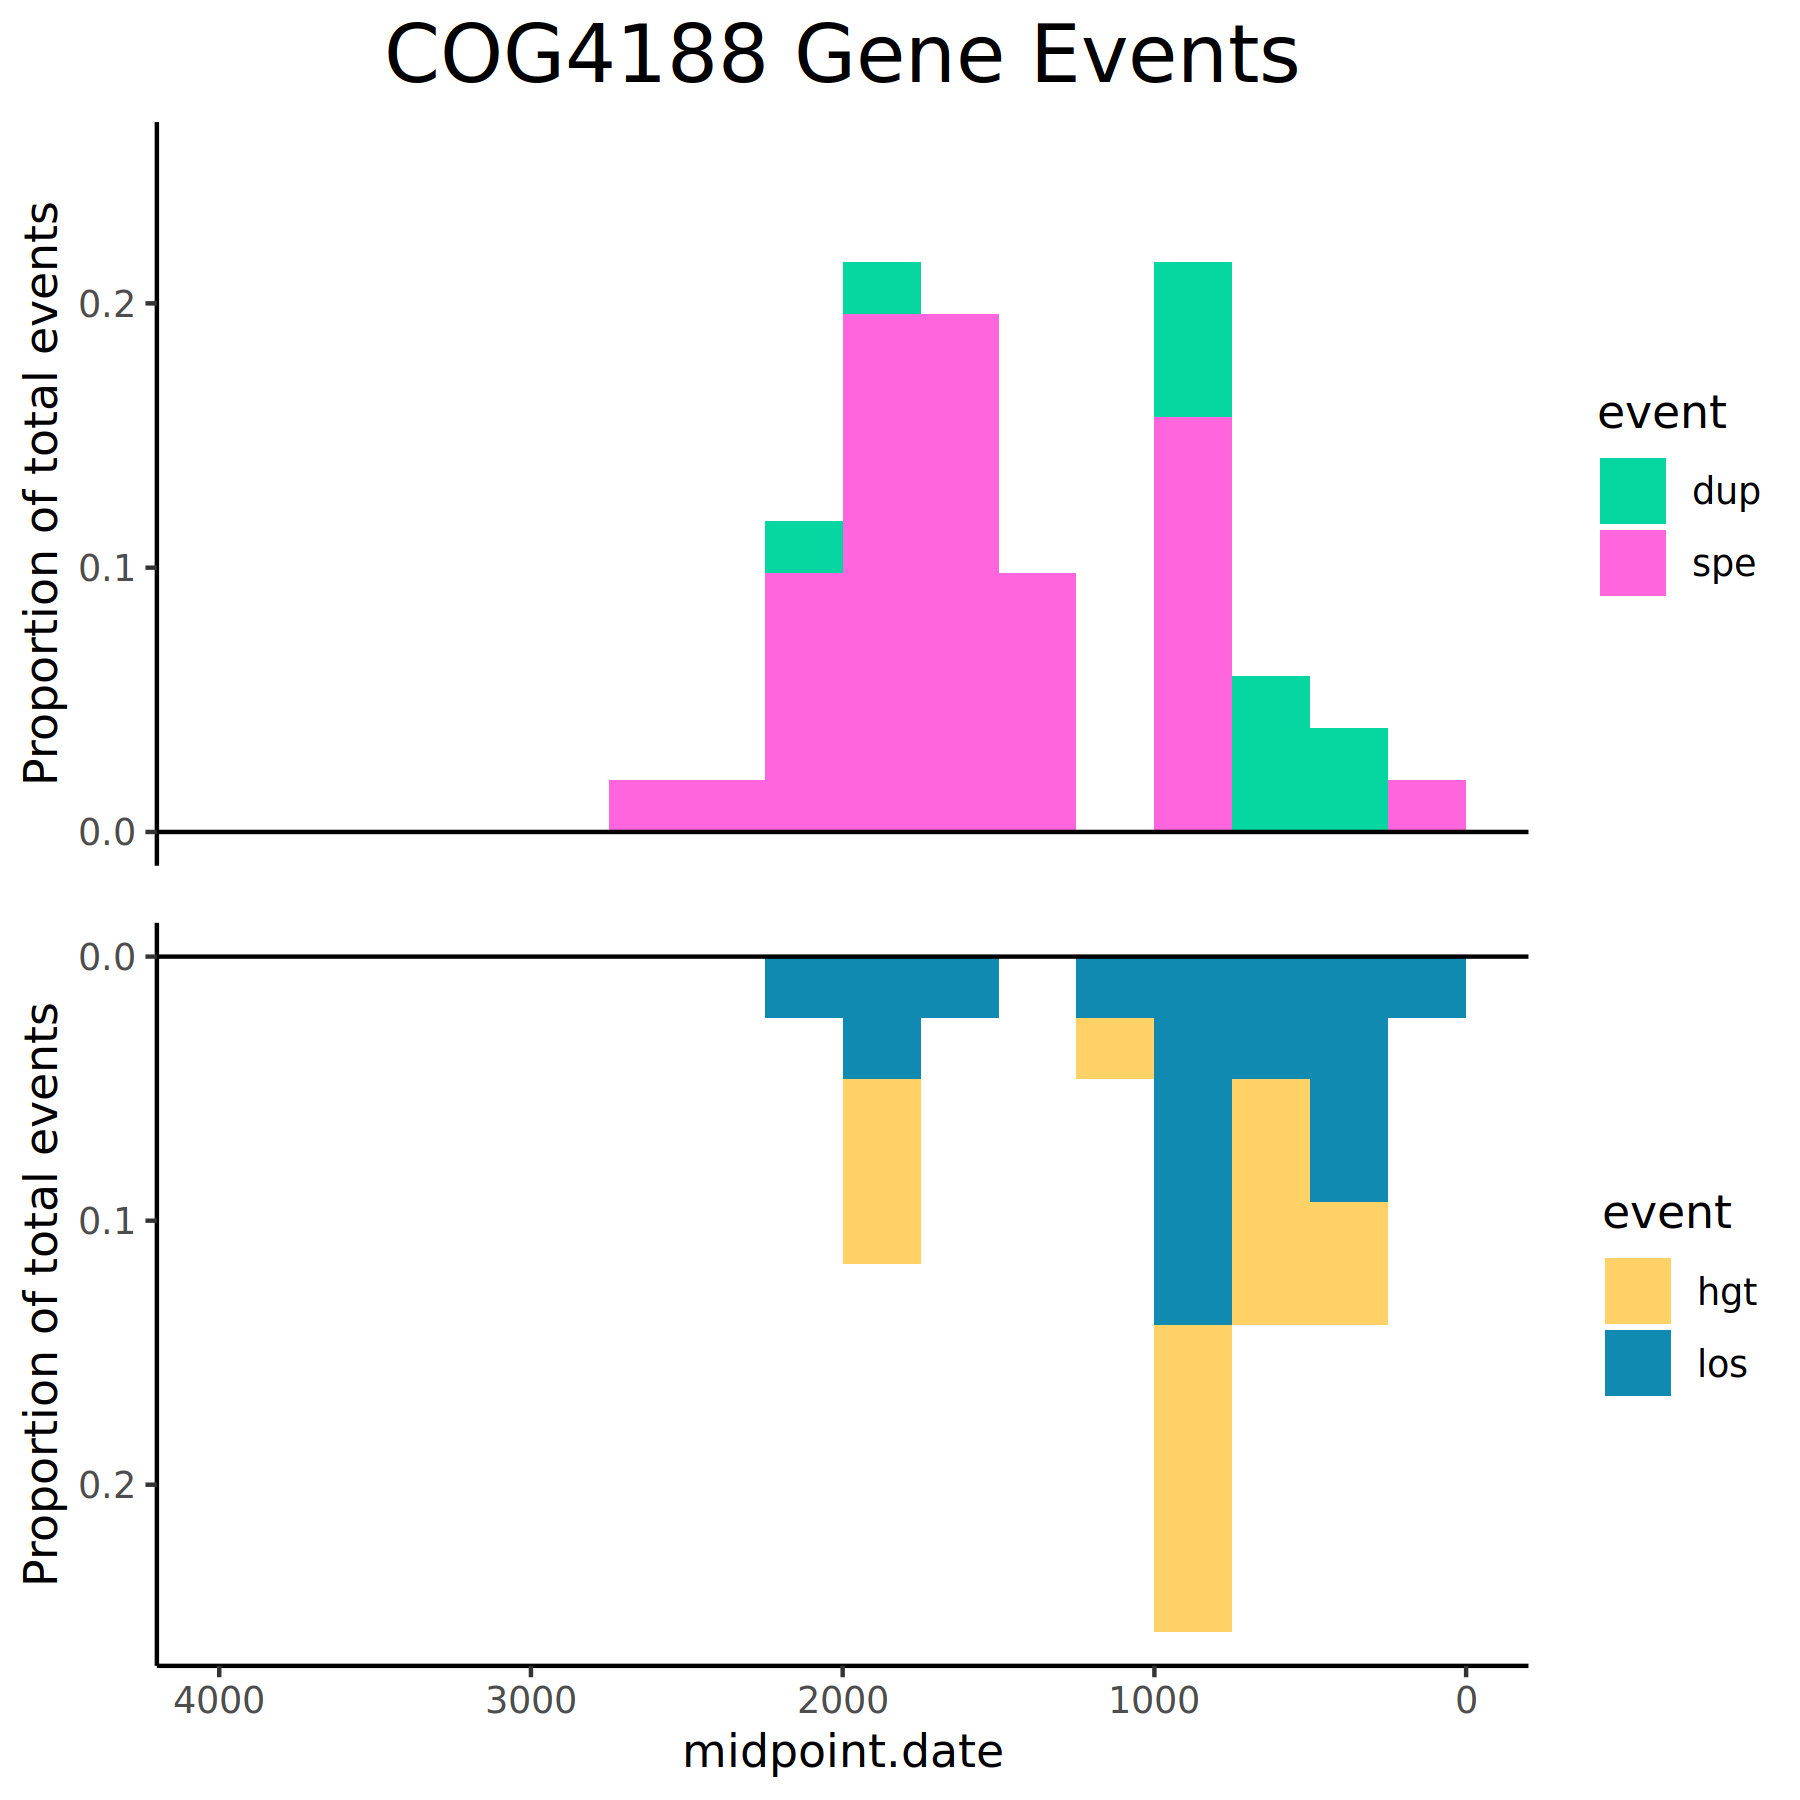 COG4188 Gene Events
Proportion of total events
0.2
0.1
0.0
event
dup
spe
Proportion of total events
0.0
0.1
0.2
event
hgt
los
4000 3000 2000 1000 0
midpoint.date